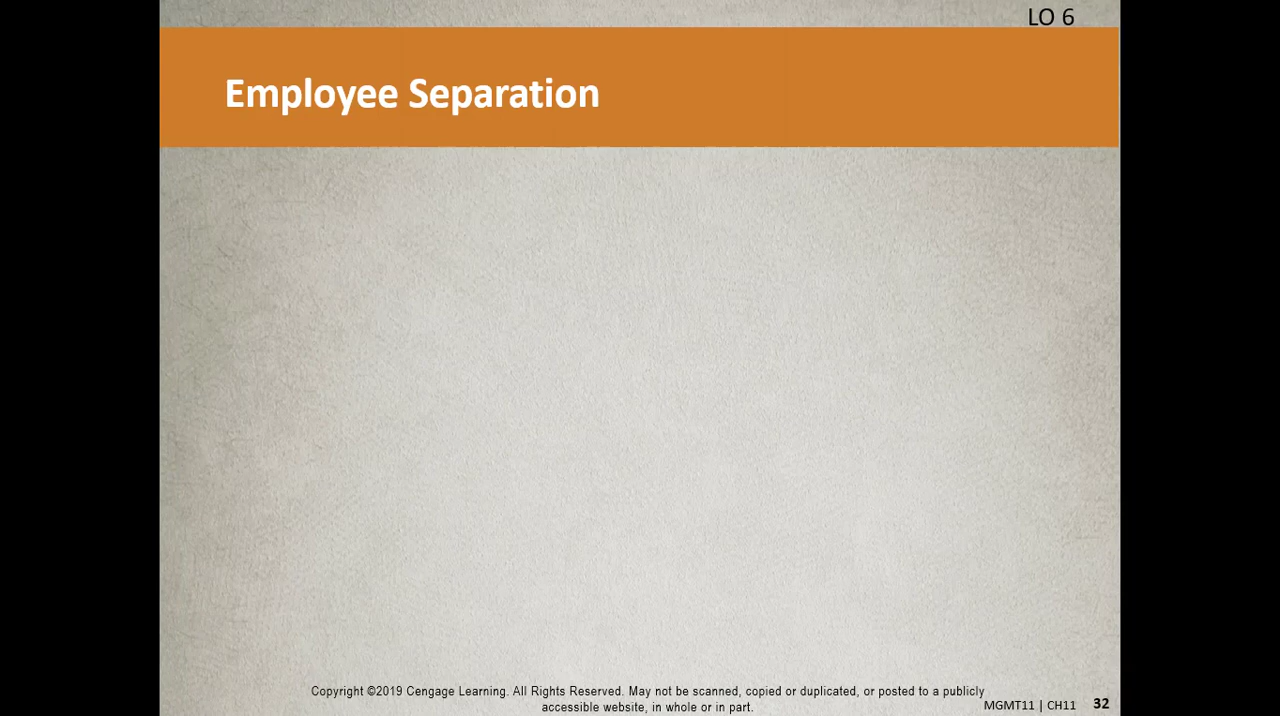 LO 6
Employee Separation
Copyright ©2019 Cengage Learning. All Rights Reserved. May not be scanned, copied or duplicated, or posted to a publicly
accessible website, in whole or in part.
MGMT11 | CH11 32